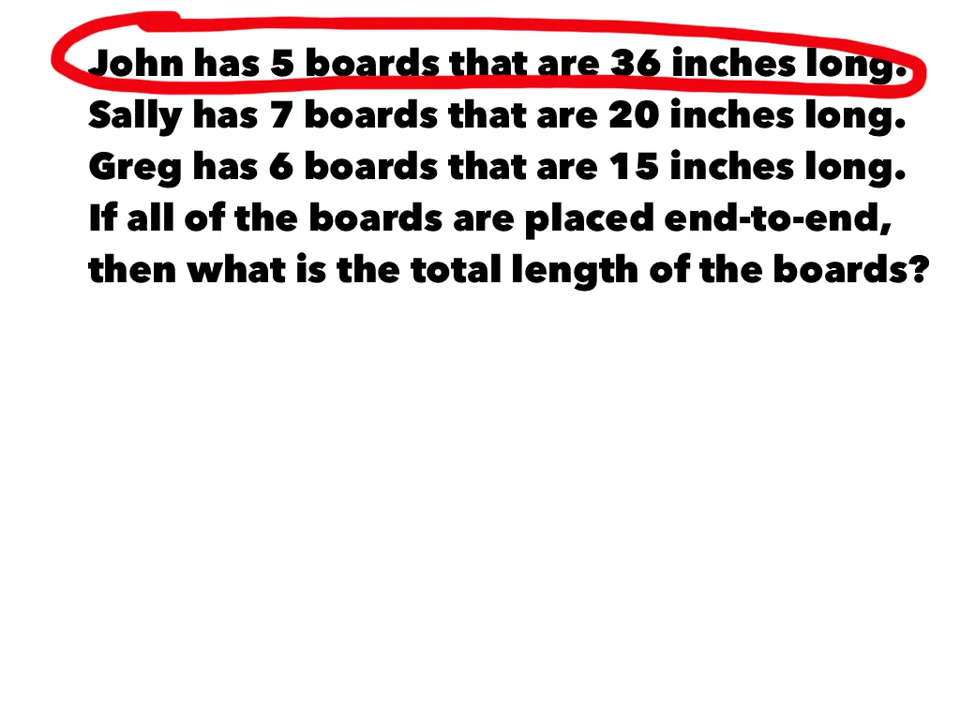 John has 5 boards that are 36 inches long.
Sally has 7 boards that are 20 inches long.
Greg has 6 boards that are 15 inches long.
If all of the boards are placed end-to-end,
then what is the total length of the boards?